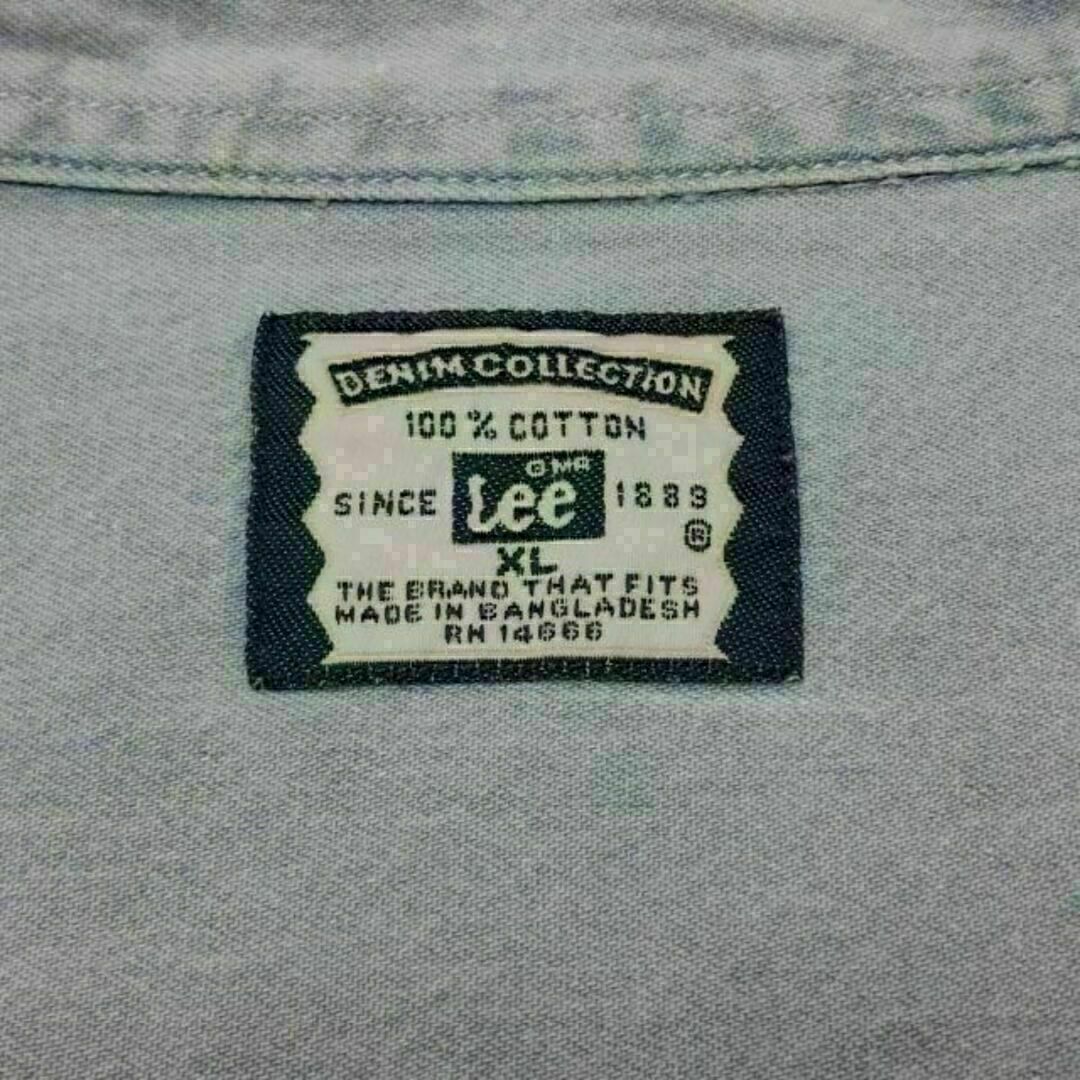 DENIM COLLECTION
100 % COTTON
SINCE Lee 1889
®
XL
THE BRAND THAT FITS
MADE IN BANGLADESH
RN 14666